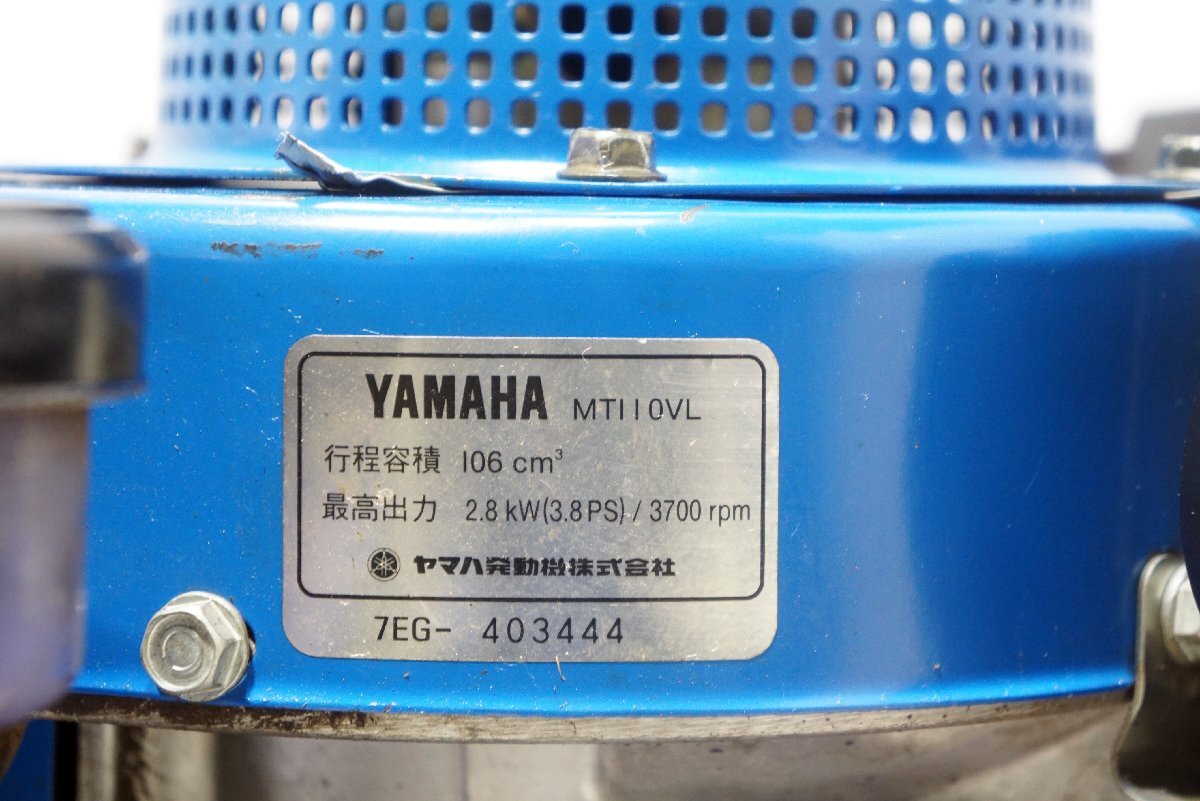 YAMAHA MT110VL
行程容積 106 cm³
最高出力 2.8 kW(3.8PS) / 3700 rpm
ヤマハ発動機株式会社
7EG- 403444